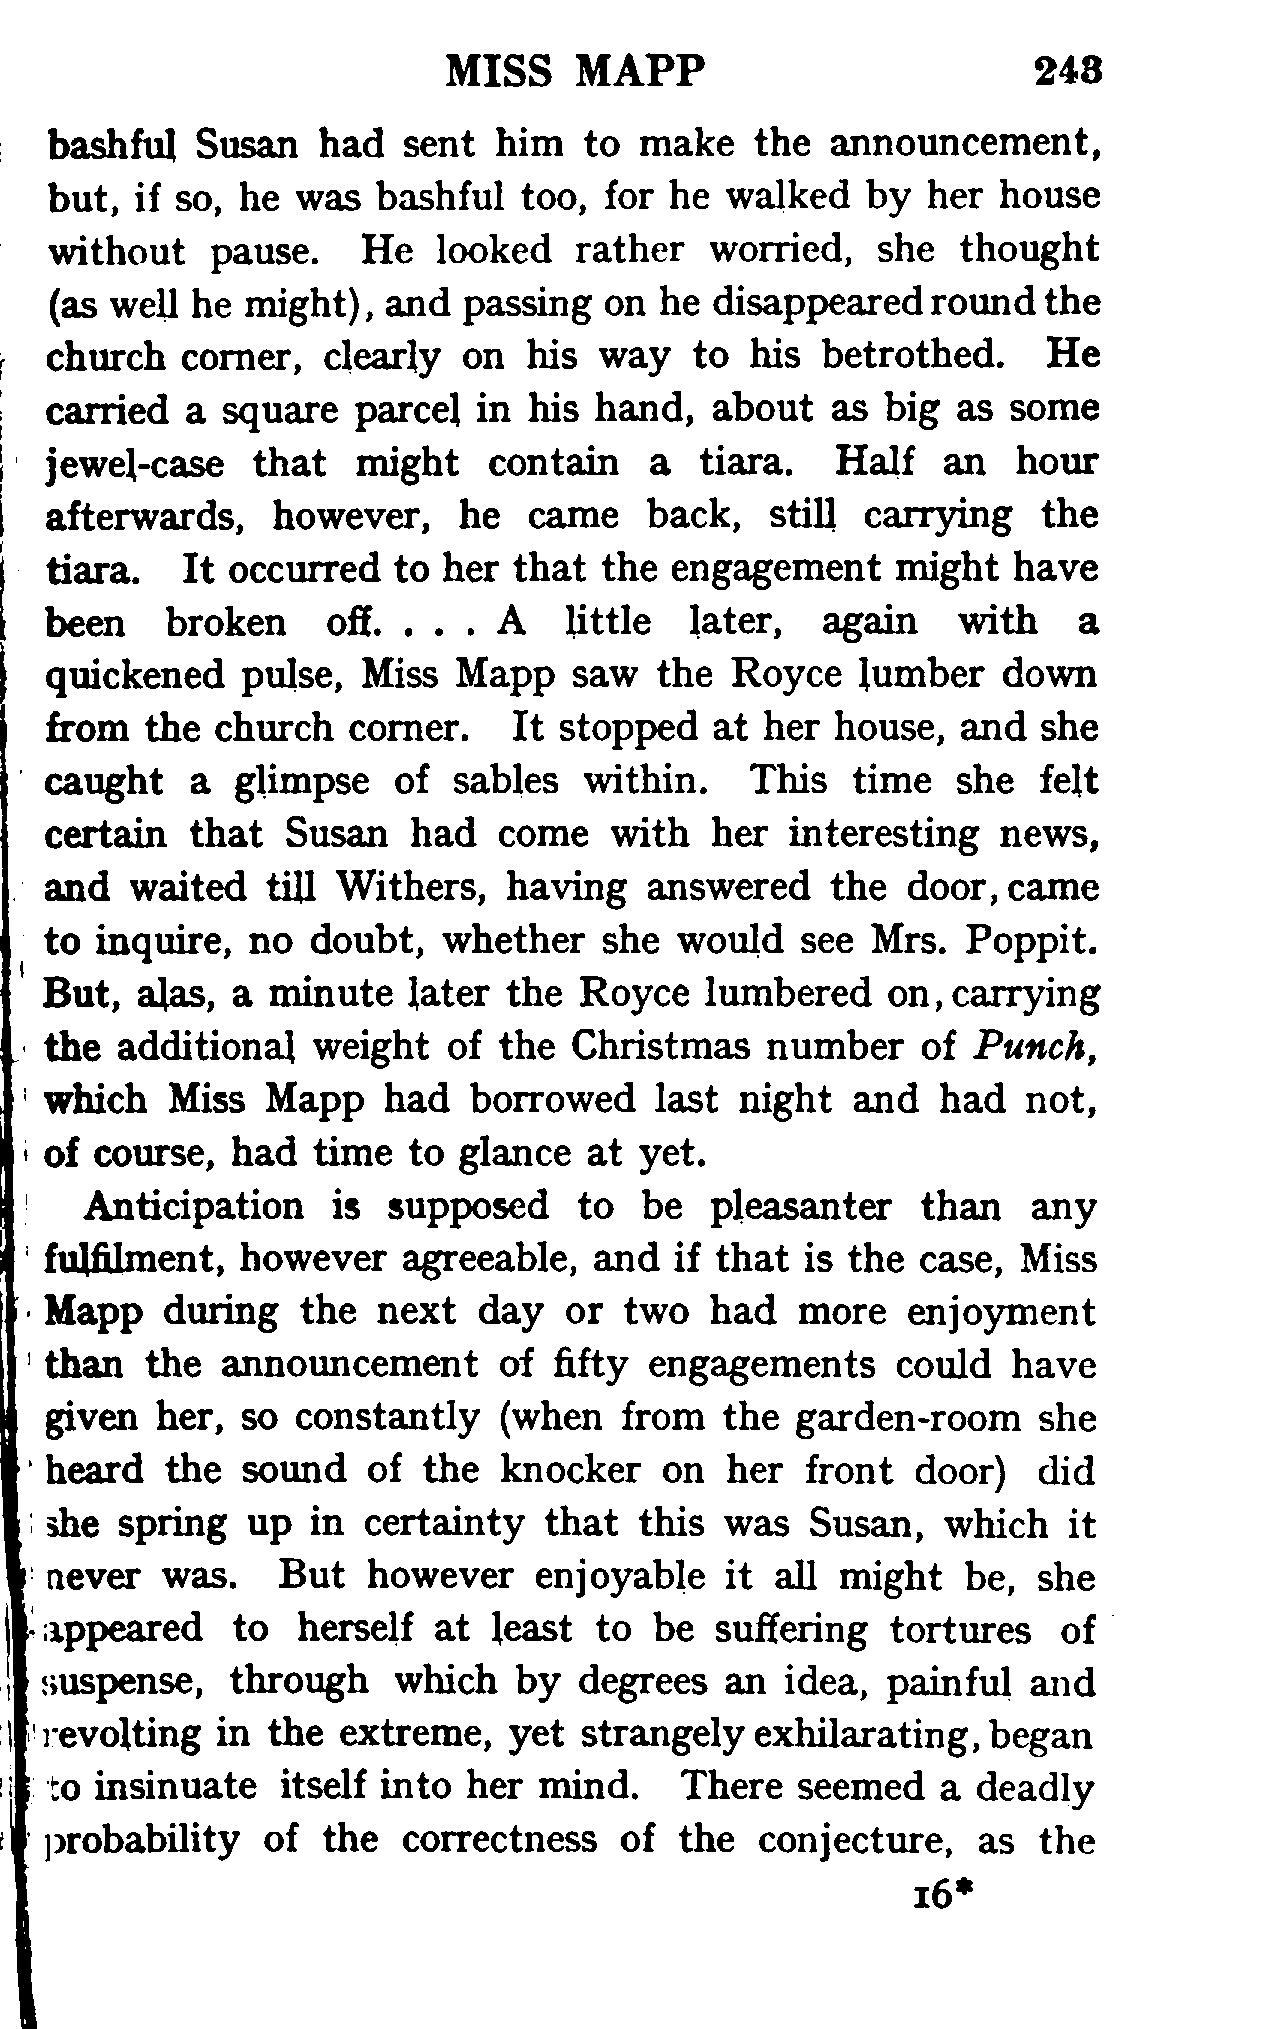 MISS MAPP 243
bashful Susan had sent him to make the announcement,
but, if so, he was bashful too, for he walked by her house
without pause. He looked rather worried, she thought
(as well he might), and passing on he disappeared round the
church corner, clearly on his way to his betrothed. He
carried a square parcel in his hand, about as big as some
jewel-case that might contain a tiara. Half an hour
afterwards, however, he came back, still carrying the
tiara. It occurred to her that the engagement might have
been broken off. . . . A little later, again with a
quickened pulse, Miss Mapp saw the Royce lumber down
from the church corner. It stopped at her house, and she
caught a glimpse of sables within. This time she felt
certain that Susan had come with her interesting news,
and waited till Withers, having answered the door, came
to inquire, no doubt, whether she would see Mrs. Poppit.
But, alas, a minute later the Royce lumbered on, carrying
the additional weight of the Christmas number of Punch,
which Miss Mapp had borrowed last night and had not,
of course, had time to glance at yet.
Anticipation is supposed to be pleasanter than any
fulfilment, however agreeable, and if that is the case, Miss
Mapp during the next day or two had more enjoyment
than the announcement of fifty engagements could have
given her, so constantly (when from the garden-room she
heard the sound of the knocker on her front door) did
she spring up in certainty that this was Susan, which it
never was. But however enjoyable it all might be, she
appeared to herself at least to be suffering tortures of
suspense, through which by degrees an idea, painful and
revolting in the extreme, yet strangely exhilarating, began
to insinuate itself into her mind. There seemed a deadly
probability of the correctness of the conjecture, as the
16*